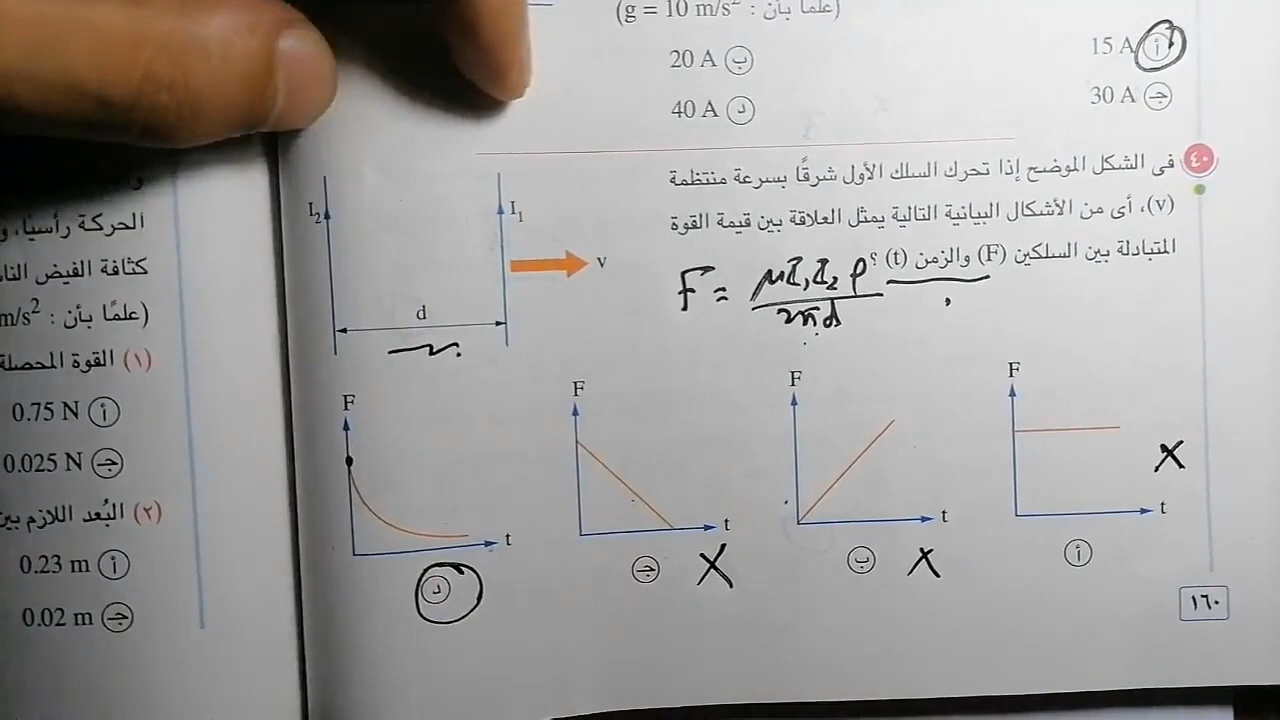 (علمًا بأن : g = 10 m/s²)
أ 15 A
ب 20 A
ج 30 A
د 40 A
٤٠ فى الشكل الموضح إذا تحرك السلك الأول شرقًا بسرعة منتظمة
(v)، أى من الأشكال البيانية التالية يمثل العلاقة بين قيمة القوة
المتبادلة بين السلكين (F) والزمن (t) ؟
F = μI₁I₂ℓ / 2πd
I₂
I₁
v
d
F
t
أ
X
F
t
ب
X
F
t
ج
X
F
t
د
١٦٠
الحركة رأسيًا، و
كثافة الفيض
(علمًا بأن : m/s²
(١) القوة المحصلة
أ 0.75 N
ج 0.025 N
(٢) البُعد اللازم بين
أ 0.23 m
ج 0.02 m